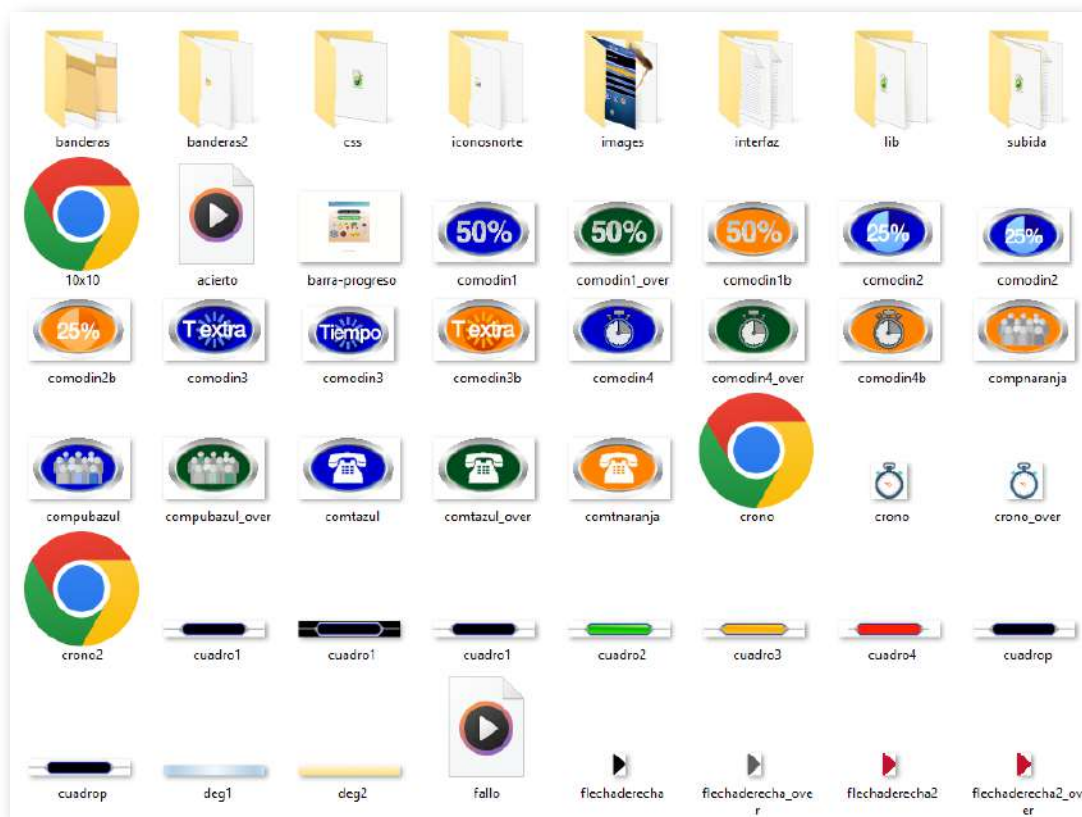 banderas
banderas2
css
iconosnorte
images
interfaz
lib
subida
50%
50%
50%
25%
25%
10x10
acierto
barra-progreso
comodin1
comodin1_over
comodin1b
comodin2
comodin2
25%
T extra
Tiempo
T extra
comodin2b
comodin3
comodin3
comodin3b
comodin4
comodin4_over
comodin4b
compnaranja
compubazul
compubazul_over
comtazul
comtazul_over
comtnaranja
crono
crono
crono_over
crono2
cuadro1
cuadro1
cuadro1
cuadro2
cuadro3
cuadro4
cuadrop
cuadrop
deg1
deg2
fallo
flechaderecha
flechaderecha_ove
r
flechaderecha2
flechaderecha2_ov
er